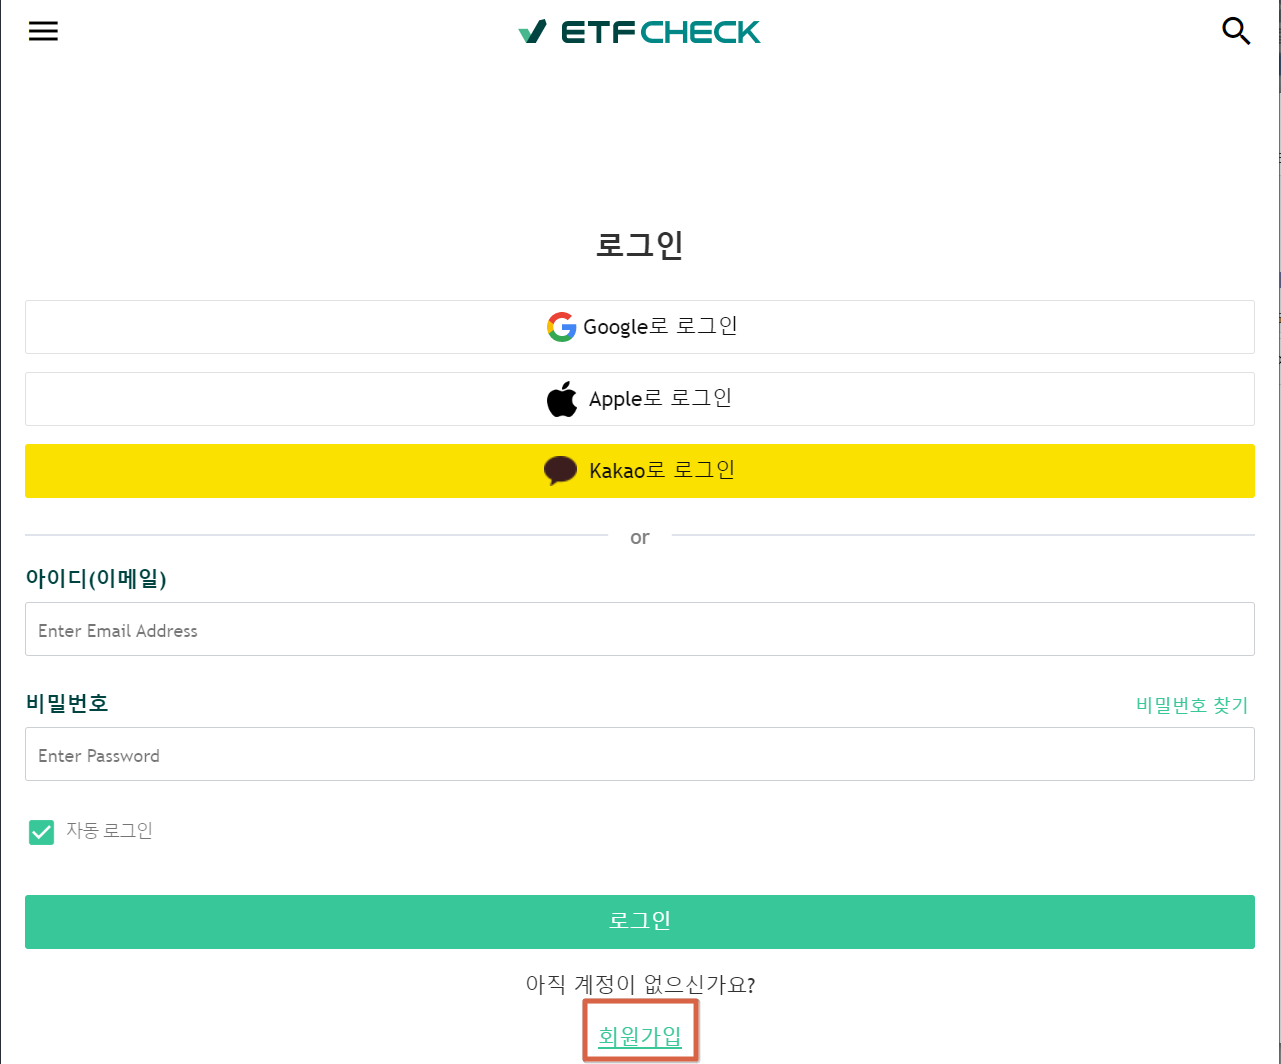 ETFCHECK
로그인
Google로 로그인
Apple로 로그인
Kakao로 로그인
or
아이디(이메일)
Enter Email Address
비밀번호
비밀번호 찾기
Enter Password
자동 로그인
로그인
아직 계정이 없으신가요?
회원가입